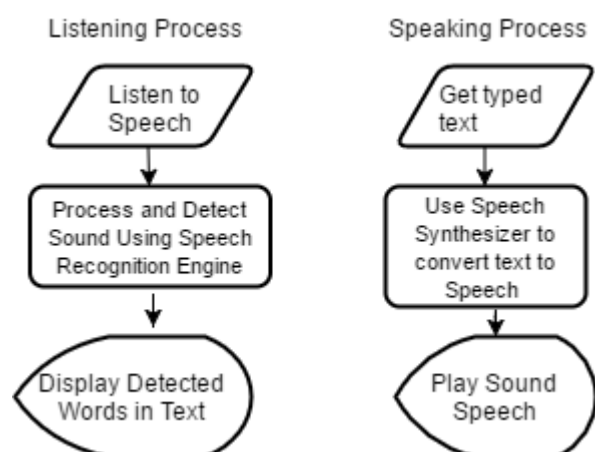 Listening Process
Listen to
Speech
Process and Detect
Sound Using Speech
Recognition Engine
Display Detected
Words in Text
Speaking Process
Get typed
text
Use Speech
Synthesizer to
convert text to
Speech
Play Sound
Speech